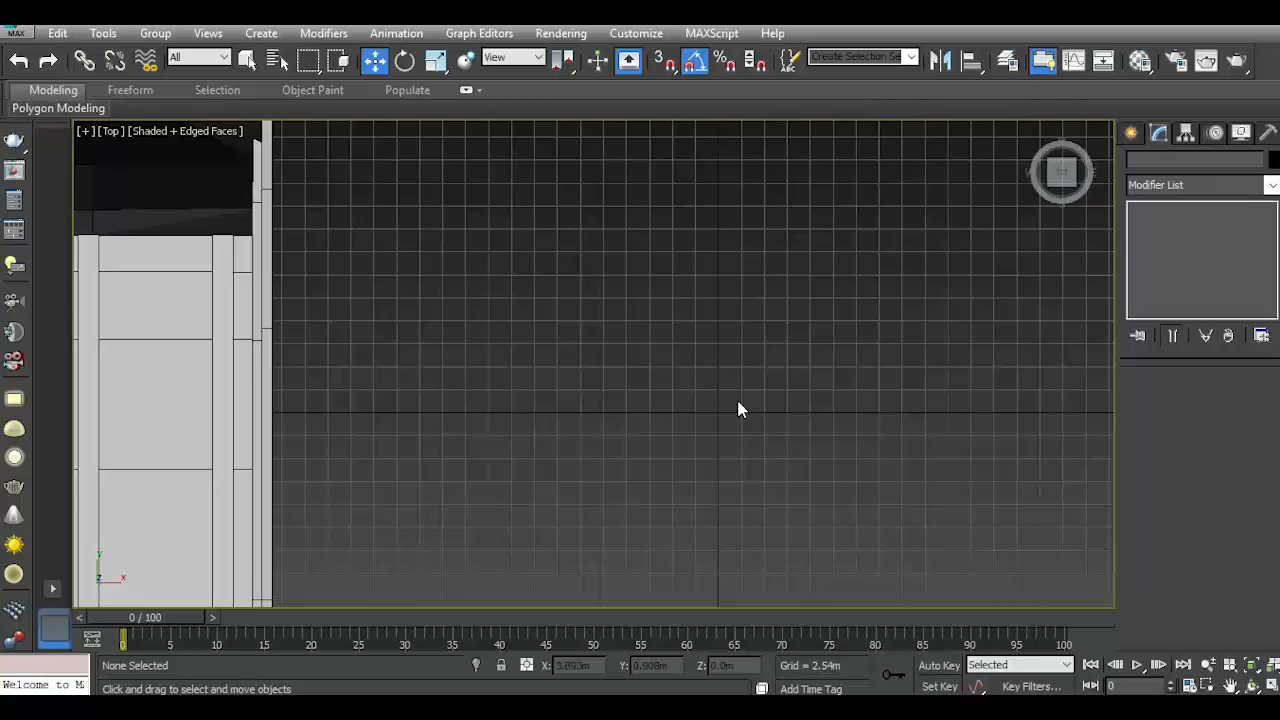 MAX Edit Tools Group Views Create Modifiers Animation Graph Editors Rendering Customize MAXScript Help
All View 3 Create Selection Se
Modeling Freeform Selection Object Paint Populate
Polygon Modeling
[+] [Top] [Shaded + Edged Faces]
Modifier List
y
z x
0 / 100
0 5 10 15 20 25 30 35 40 45 50 55 60 65 70 75 80 85 90 95 100
None Selected X: 3.893m Y: 0.908m Z: 0.0m Grid = 2.54m Auto Key Selected
Welcome to M Click and drag to select and move objects Add Time Tag Set Key Key Filters... 0